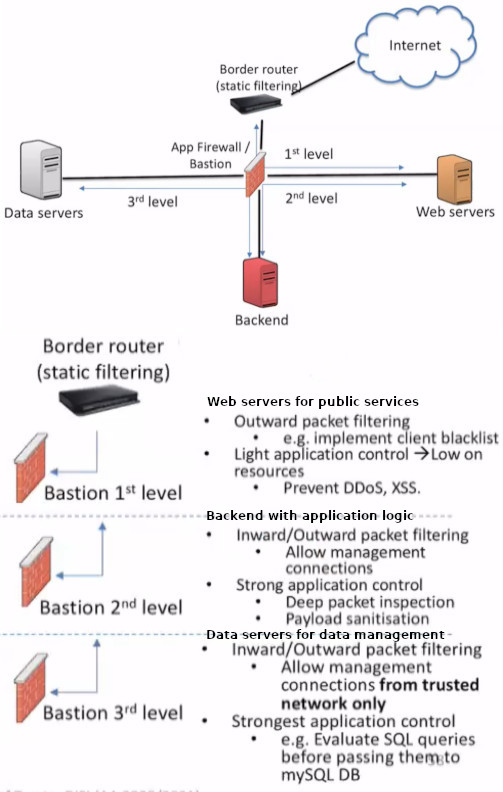 Internet
Border router
(static filtering)
App Firewall /
Bastion
1st level
3rd level
2nd level
Data servers
Web servers
Backend
Border router
(static filtering)
Web servers for public services
• Outward packet filtering
• e.g. implement client blacklist
• Light application control →Low on
resources
• Prevent DDoS, XSS.
Bastion 1st level
Backend with application logic
• Inward/Outward packet filtering
• Allow management
connections
• Strong application control
• Deep packet inspection
• Payload sanitisation
Bastion 2nd level
Data servers for data management
• Inward/Outward packet filtering
• Allow management
connections from trusted
network only
Bastion 3rd level
• Strongest application control
• e.g. Evaluate SQL queries
before passing them to
mySQL DB